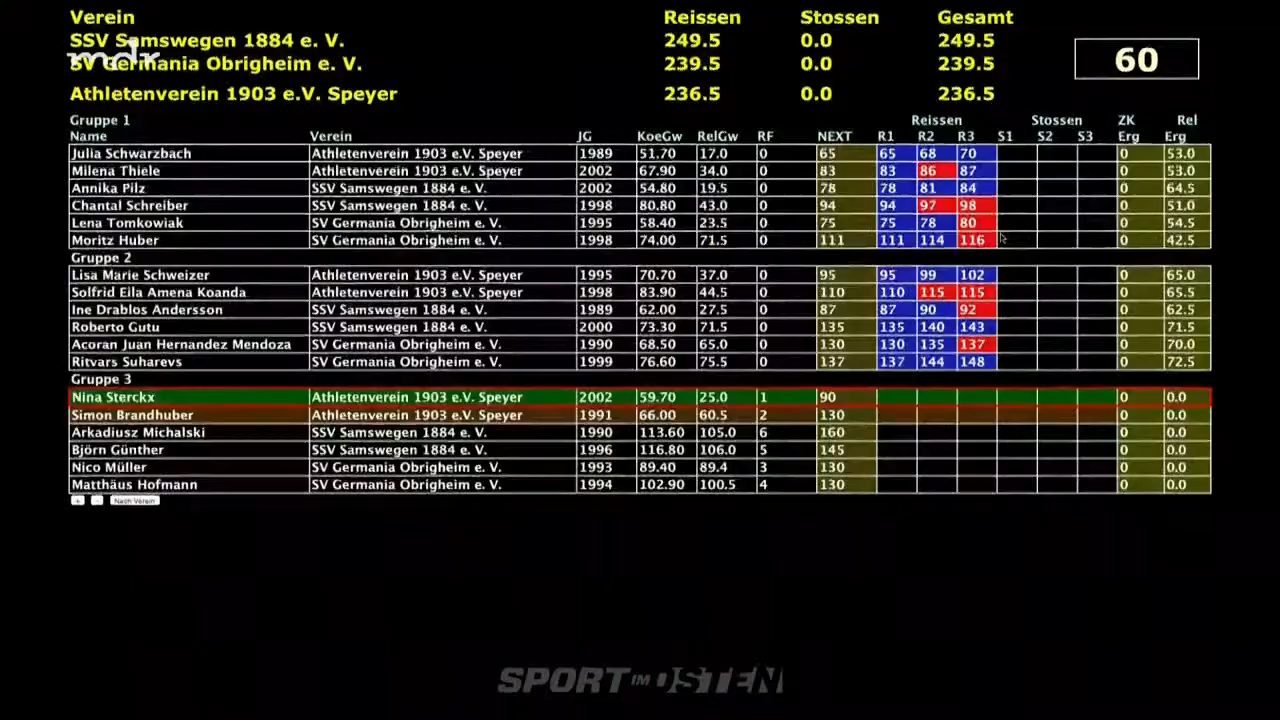 Verein Reissen Stossen Gesamt
SSV Samswegen 1884 e. V. 249.5 0.0 249.5
mdr
SV Germania Obrigheim e. V. 239.5 0.0 239.5
60
Athletenverein 1903 e.V. Speyer 236.5 0.0 236.5
Gruppe 1 Reissen Stossen ZK Rel
Name Verein JG KoeGw RelGw RF NEXT R1 R2 R3 S1 S2 S3 Erg Erg
Julia Schwarzbach Athletenverein 1903 e.V. Speyer 1989 51.70 17.0 0 65 65 68 70 0 53.0
Milena Thiele Athletenverein 1903 e.V. Speyer 2002 67.90 34.0 0 83 83 86 87 0 53.0
Annika Pilz SSV Samswegen 1884 e. V. 2002 54.80 19.5 0 78 78 81 84 0 64.5
Chantal Schreiber SSV Samswegen 1884 e. V. 1998 80.80 43.0 0 94 94 97 98 0 51.0
Lena Tomkowiak SV Germania Obrigheim e. V. 1995 58.40 23.5 0 75 75 78 80 0 54.5
Moritz Huber SV Germania Obrigheim e. V. 1998 74.00 71.5 0 111 111 114 116 0 42.5
Gruppe 2
Lisa Marie Schweizer Athletenverein 1903 e.V. Speyer 1995 70.70 37.0 0 95 95 99 102 0 65.0
Solfrid Eila Amena Koanda Athletenverein 1903 e.V. Speyer 1998 83.90 44.5 0 110 110 115 115 0 65.5
Ine Drablos Andersson SSV Samswegen 1884 e. V. 1989 62.00 27.5 0 87 87 90 92 0 62.5
Roberto Gutu SSV Samswegen 1884 e. V. 2000 73.30 71.5 0 135 135 140 143 0 71.5
Acoran Juan Hernandez Mendoza SV Germania Obrigheim e. V. 1990 68.50 65.0 0 130 130 135 137 0 70.0
Ritvars Suharevs SV Germania Obrigheim e. V. 1999 76.60 75.5 0 137 137 144 148 0 72.5
Gruppe 3
Nina Sterckx Athletenverein 1903 e.V. Speyer 2002 59.70 25.0 1 90 0 0.0
Simon Brandhuber Athletenverein 1903 e.V. Speyer 1991 66.00 60.5 2 130 0 0.0
Arkadiusz Michalski SSV Samswegen 1884 e. V. 1990 113.60 105.0 6 160 0 0.0
Björn Günther SSV Samswegen 1884 e. V. 1996 116.80 106.0 5 145 0 0.0
Nico Müller SV Germania Obrigheim e. V. 1993 89.40 89.4 3 130 0 0.0
Matthäus Hofmann SV Germania Obrigheim e. V. 1994 102.90 100.5 4 130 0 0.0
+ - Nach Verein
SPORT IM OSTEN